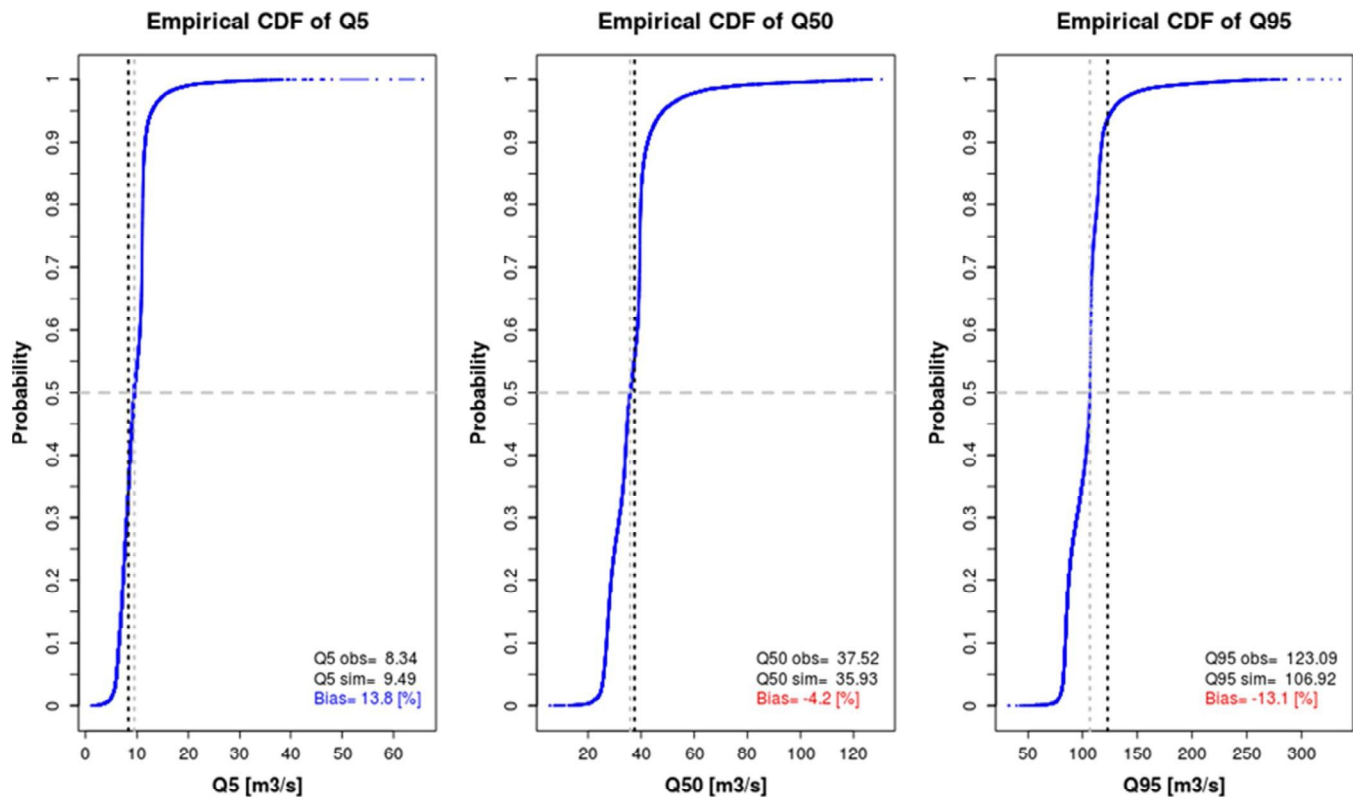 Empirical CDF of Q5
Probability
1
0.9
0.8
0.7
0.6
0.5
0.4
0.3
0.2
0.1
0
Q5 obs= 8.34
Q5 sim= 9.49
Bias= 13.8 [%]
0 10 20 30 40 50 60
Q5 [m3/s]
Empirical CDF of Q50
Probability
1
0.9
0.8
0.7
0.6
0.5
0.4
0.3
0.2
0.1
0
Q50 obs= 37.52
Q50 sim= 35.93
Bias= -4.2 [%]
20 40 60 80 100 120
Q50 [m3/s]
Empirical CDF of Q95
Probability
1
0.9
0.8
0.7
0.6
0.5
0.4
0.3
0.2
0.1
0
Q95 obs= 123.09
Q95 sim= 106.92
Bias= -13.1 [%]
50 100 150 200 250 300
Q95 [m3/s]